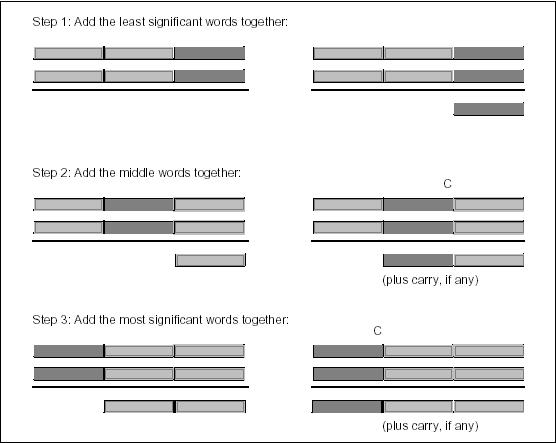 Step 1: Add the least significant words together:
Step 2: Add the middle words together:
C
(plus carry, if any)
Step 3: Add the most significant words together:
C
(plus carry, if any)